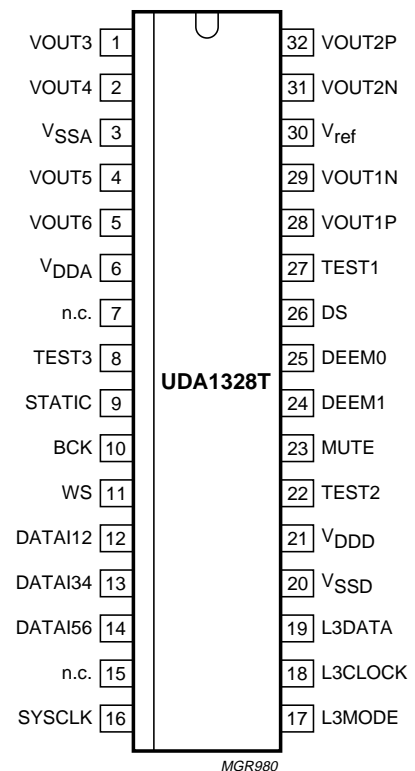 VOUT3 1
VOUT4 2
VSSA 3
VOUT5 4
VOUT6 5
VDDA 6
n.c. 7
TEST3 8
STATIC 9
BCK 10
WS 11
DATAI12 12
DATAI34 13
DATAI56 14
n.c. 15
SYSCLK 16
UDA1328T
32 VOUT2P
31 VOUT2N
30 Vref
29 VOUT1N
28 VOUT1P
27 TEST1
26 DS
25 DEEM0
24 DEEM1
23 MUTE
22 TEST2
21 VDDD
20 VSSD
19 L3DATA
18 L3CLOCK
17 L3MODE
MGR980